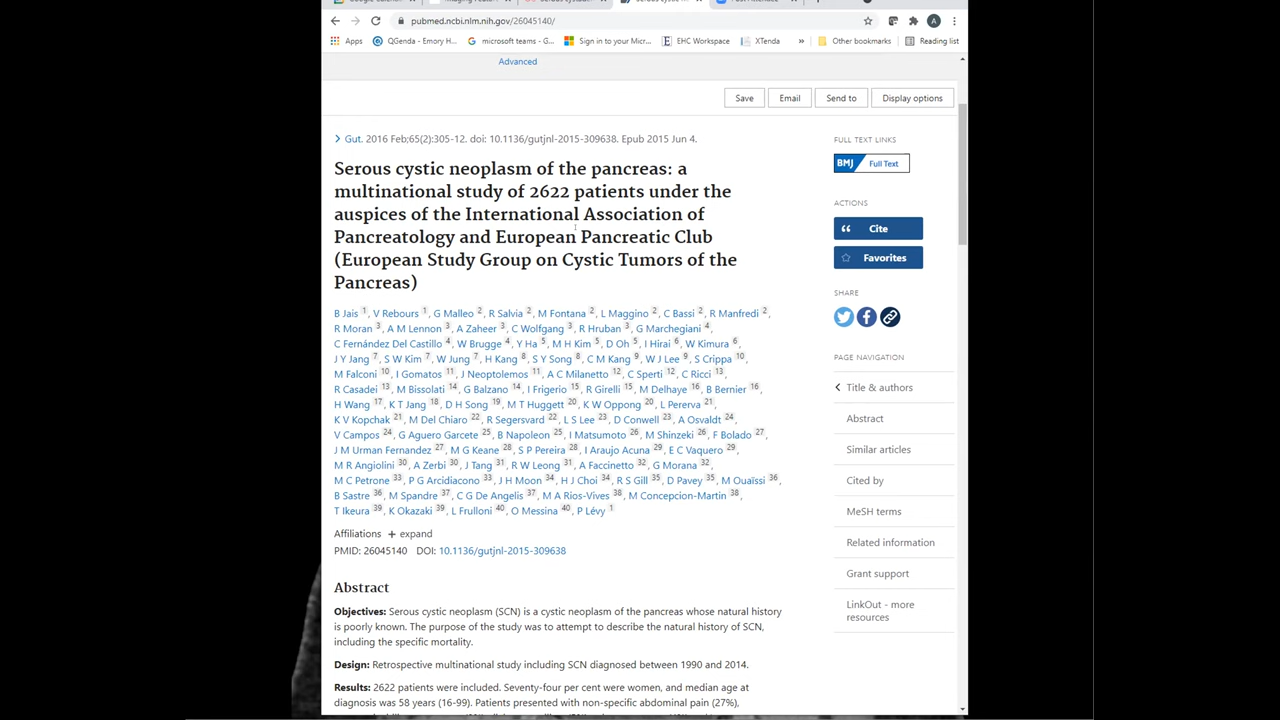 pubmed.ncbi.nlm.nih.gov/26045140/
Apps QGenda - Emory H... microsoft teams - G... Sign in to your Micr... EHC Workspace XTenda » Other bookmarks Reading list
Advanced
Save Email Send to Display options
Gut. 2016 Feb;65(2):305-12. doi: 10.1136/gutjnl-2015-309638. Epub 2015 Jun 4.
Serous cystic neoplasm of the pancreas: a
multinational study of 2622 patients under the
auspices of the International Association of
Pancreatology and European Pancreatic Club
(European Study Group on Cystic Tumors of the
Pancreas)
B Jais 1, V Rebours 1, G Malleo 2, R Salvia 2, M Fontana 2, L Maggino 2, C Bassi 2, R Manfredi 2,
R Moran 3, A M Lennon 3, A Zaheer 3, C Wolfgang 3, R Hruban 3, G Marchegiani 4,
C Fernández Del Castillo 4, W Brugge 4, Y Ha 5, M H Kim 5, D Oh 5, I Hirai 6, W Kimura 6,
J Y Jang 7, S W Kim 7, W Jung 7, H Kang 8, S Y Song 8, C M Kang 9, W J Lee 9, S Crippa 10,
M Falconi 10, I Gomatos 11, J Neoptolemos 11, A C Milanetto 12, C Sperti 12, C Ricci 13,
R Casadei 13, M Bissolati 14, G Balzano 14, I Frigerio 15, R Girelli 15, M Delhaye 16, B Bernier 16,
H Wang 17, K T Jang 18, D H Song 19, M T Huggett 20, K W Oppong 20, L Pererva 21,
K V Kopchak 21, M Del Chiaro 22, R Segersvard 22, L S Lee 23, D Conwell 23, A Osvaldt 24,
V Campos 24, G Aguero Garcete 25, B Napoleon 25, I Matsumoto 26, M Shinzeki 26, F Bolado 27,
J M Urman Fernandez 27, M G Keane 28, S P Pereira 28, I Araujo Acuna 29, E C Vaquero 29,
M R Angiolini 30, A Zerbi 30, J Tang 31, R W Leong 31, A Faccinetto 32, G Morana 32,
M C Petrone 33, P G Arcidiacono 33, J H Moon 34, H J Choi 34, R S Gill 35, D Pavey 35, M Ouaïssi 36,
B Sastre 36, M Spandre 37, C G De Angelis 37, M A Rios-Vives 38, M Concepcion-Martin 38,
T Ikeura 39, K Okazaki 39, L Frulloni 40, O Messina 40, P Lévy 1
Affiliations + expand
PMID: 26045140 DOI: 10.1136/gutjnl-2015-309638
Abstract
Objectives: Serous cystic neoplasm (SCN) is a cystic neoplasm of the pancreas whose natural history
is poorly known. The purpose of the study was to attempt to describe the natural history of SCN,
including the specific mortality.
Design: Retrospective multinational study including SCN diagnosed between 1990 and 2014.
Results: 2622 patients were included. Seventy-four per cent were women, and median age at
diagnosis was 58 years (16-99). Patients presented with non-specific abdominal pain (27%),
FULL TEXT LINKS
BMJ Full Text
ACTIONS
Cite
Favorites
SHARE
PAGE NAVIGATION
Title & authors
Abstract
Similar articles
Cited by
MeSH terms
Related information
Grant support
LinkOut - more
resources